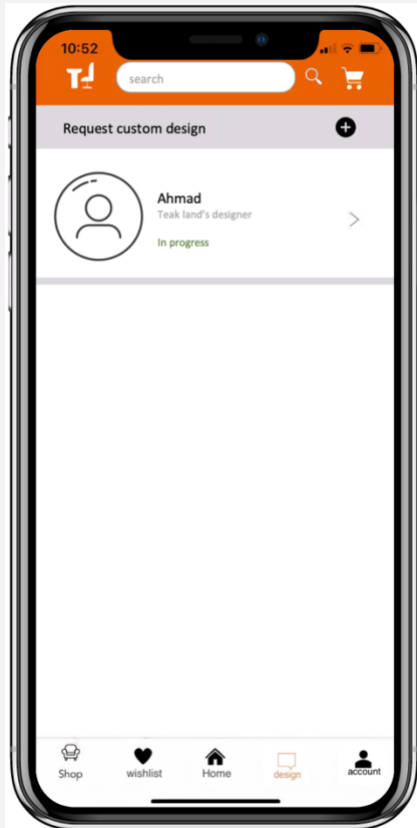 10:52
search
Request custom design
Ahmad
Teak land's designer
In progress
Shop
wishlist
Home
design
account